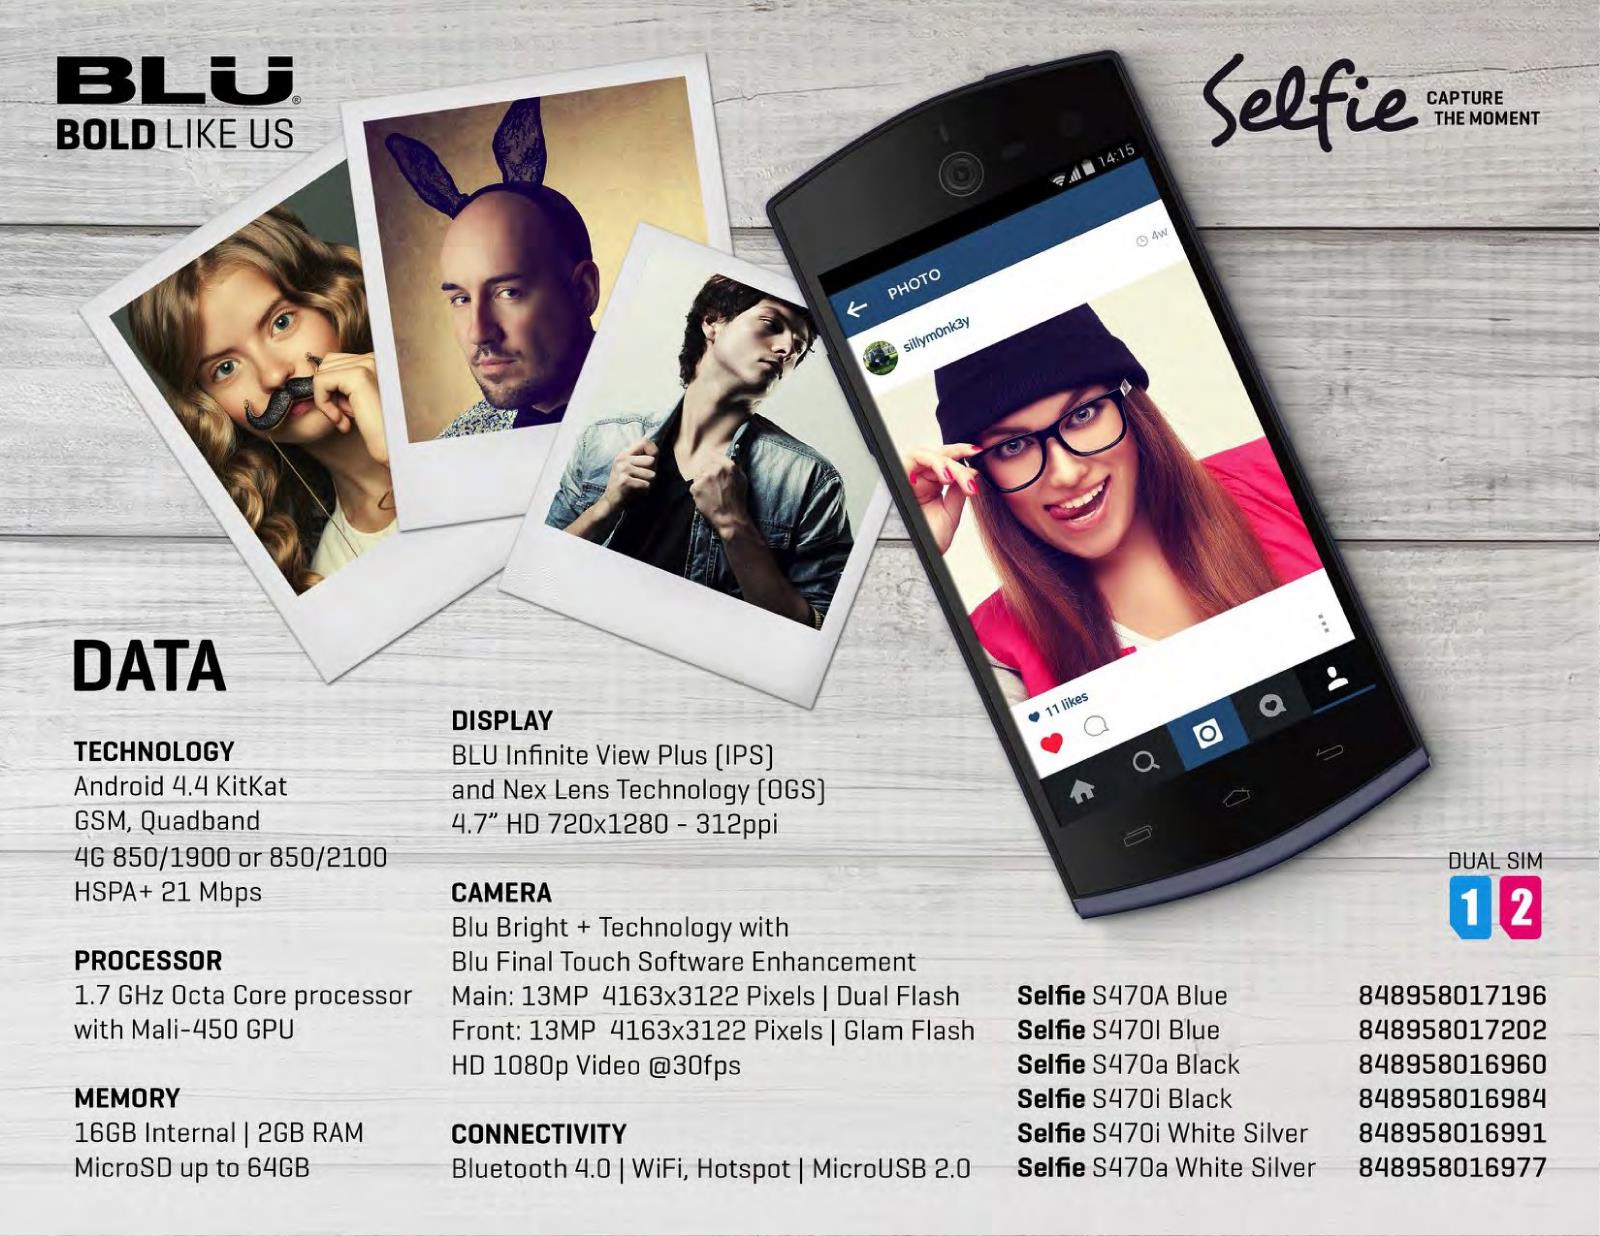 BLU®
BOLD LIKE US
Selfie CAPTURE
THE MOMENT
14:15
PHOTO
4w
sillym0nk3y
11 likes
DATA
TECHNOLOGY
Android 4.4 KitKat
GSM, Quadband
4G 850/1900 or 850/2100
HSPA+ 21 Mbps
PROCESSOR
1.7 GHz Octa Core processor
with Mali-450 GPU
MEMORY
16GB Internal | 2GB RAM
MicroSD up to 64GB
DISPLAY
BLU Infinite View Plus (IPS)
and Nex Lens Technology (OGS)
4.7” HD 720x1280 - 312ppi
CAMERA
Blu Bright + Technology with
Blu Final Touch Software Enhancement
Main: 13MP 4163x3122 Pixels | Dual Flash
Front: 13MP 4163x3122 Pixels | Glam Flash
HD 1080p Video @30fps
CONNECTIVITY
Bluetooth 4.0 | WiFi, Hotspot | MicroUSB 2.0
DUAL SIM
1 2
Selfie S470A Blue 848958017196
Selfie S470I Blue 848958017202
Selfie S470a Black 848958016960
Selfie S470i Black 848958016984
Selfie S470i White Silver 848958016991
Selfie S470a White Silver 848958016977